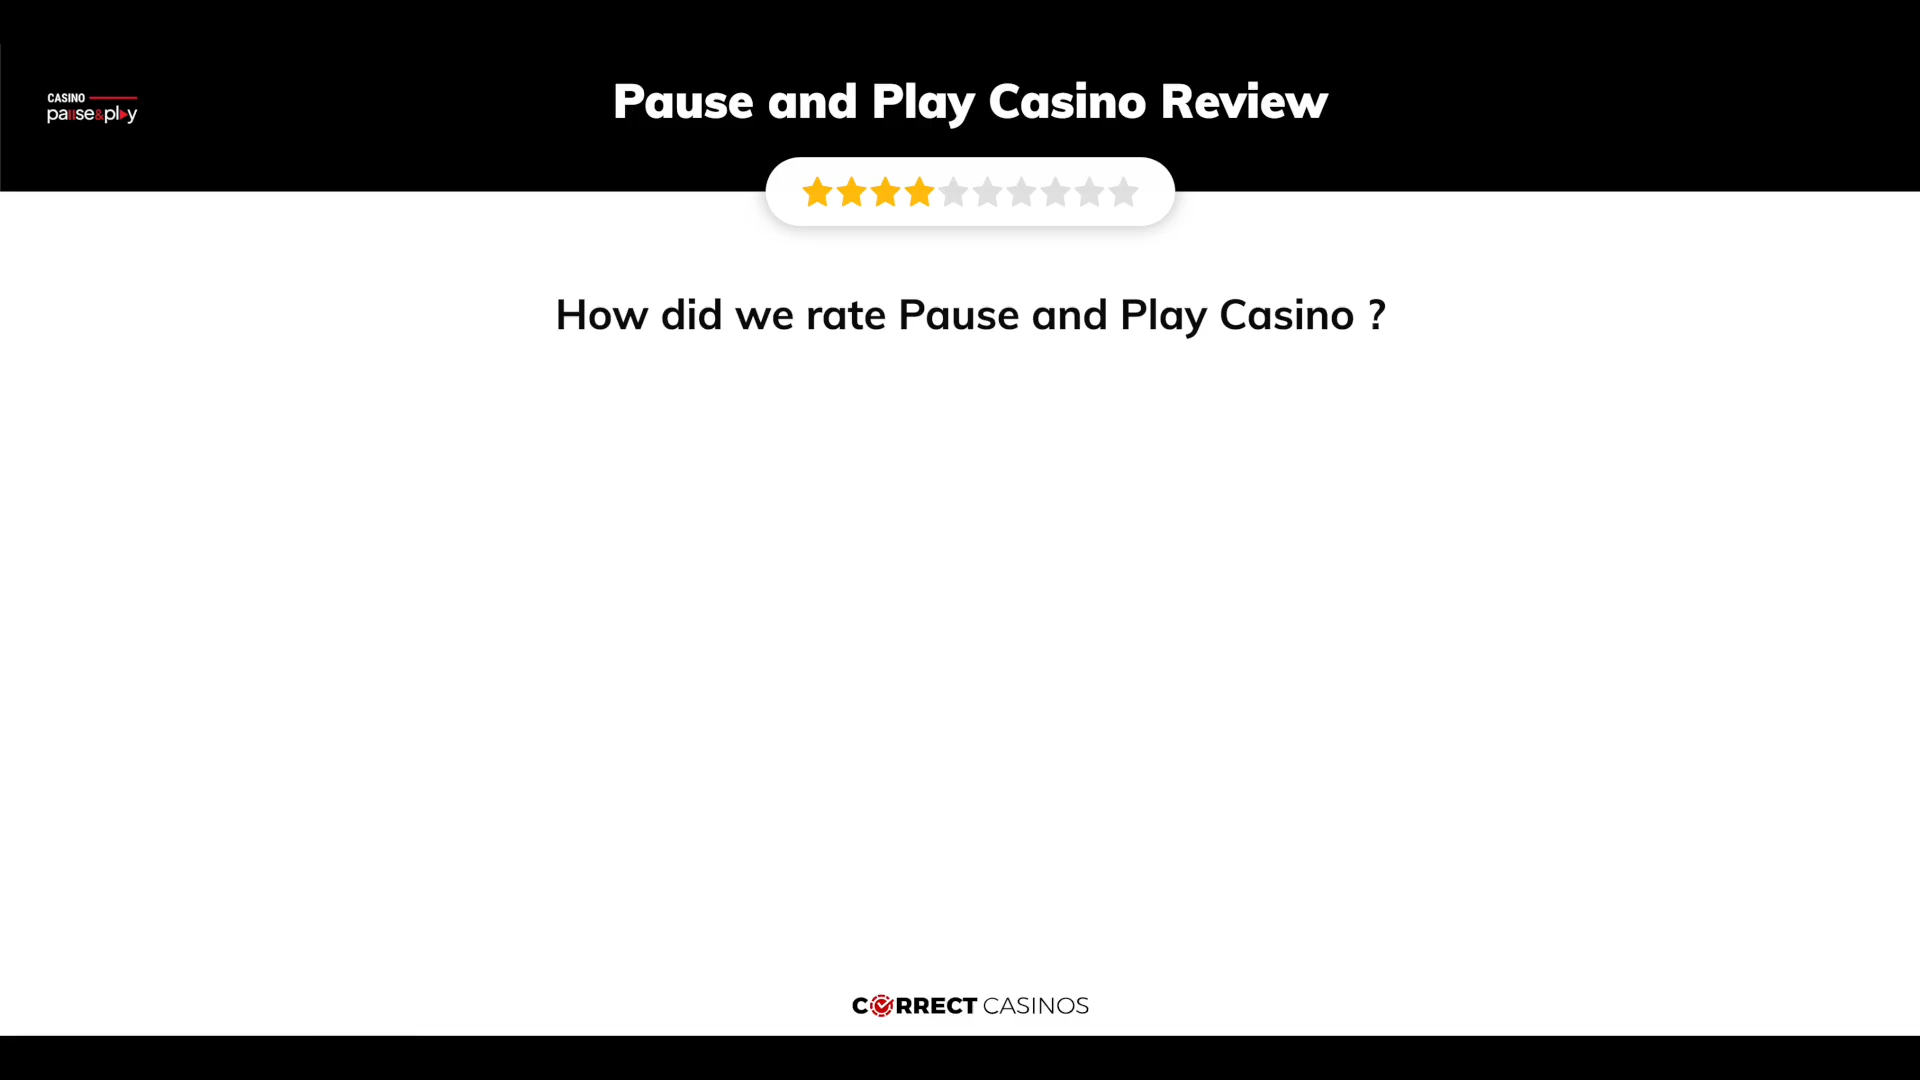 CASINO
pause&play
Pause and Play Casino Review
How did we rate Pause and Play Casino ?
CORRECT CASINOS